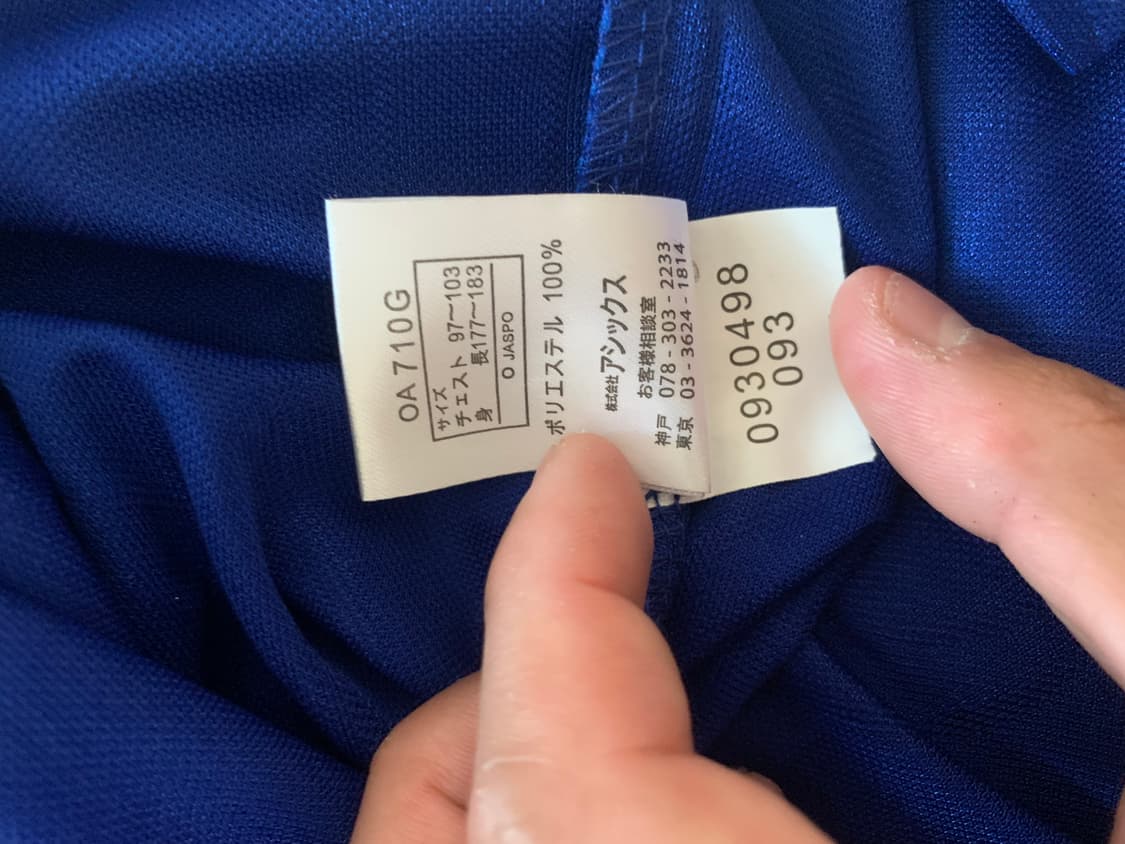 OA 710G
サイズ
チェスト 97〜103
身長177〜183
O JASPO
ポリエステル 100%
株式会社アシックス
お客様相談室
神戸 078-303-2233
東京 03-3624-1814
0930498
093